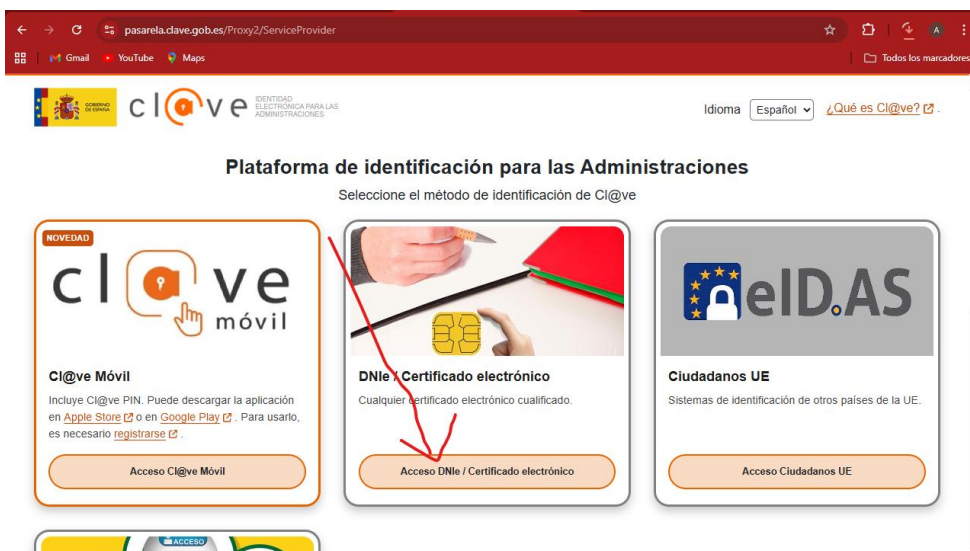 pasarela.clave.gob.es/Proxy2/ServiceProvider
A
Gmail YouTube Maps Todos los marcadores
GOBIERNO DE ESPAÑA
cl@ve
IDENTIDAD
ELECTRÓNICA PARA LAS
ADMINISTRACIONES
Idioma Español ¿Qué es Cl@ve? .
Plataforma de identificación para las Administraciones
Seleccione el método de identificación de Cl@ve
NOVEDAD
cl@ve
móvil
Cl@ve Móvil
Incluye Cl@ve PIN. Puede descargar la aplicación
en Apple Store o en Google Play . Para usarlo,
es necesario registrarse .
Acceso Cl@ve Móvil
DNIe / Certificado electrónico
Cualquier certificado electrónico cualificado.
Acceso DNIe / Certificado electrónico
eID.AS
Ciudadanos UE
Sistemas de identificación de otros países de la UE.
Acceso Ciudadanos UE
ACCESO